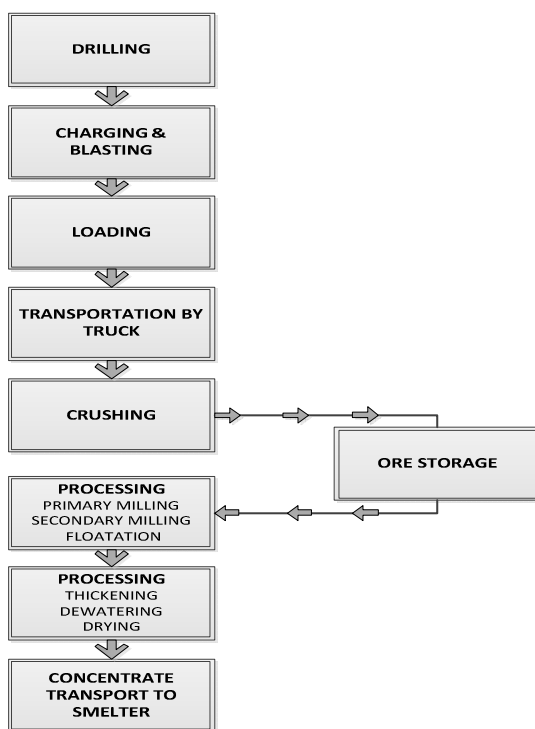 DRILLING
CHARGING &
BLASTING
LOADING
TRANSPORTATION BY
TRUCK
CRUSHING
ORE STORAGE
PROCESSING
PRIMARY MILLING
SECONDARY MILLING
FLOATATION
PROCESSING
THICKENING
DEWATERING
DRYING
CONCENTRATE
TRANSPORT TO
SMELTER